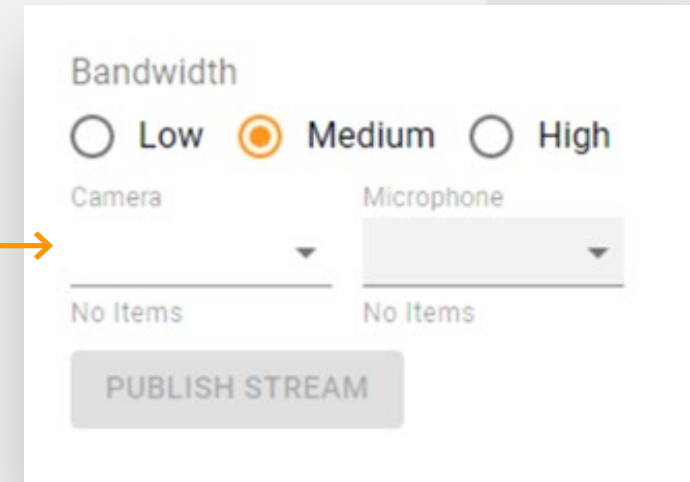 Bandwidth
Low Medium High
Camera Microphone
No Items No Items
PUBLISH STREAM